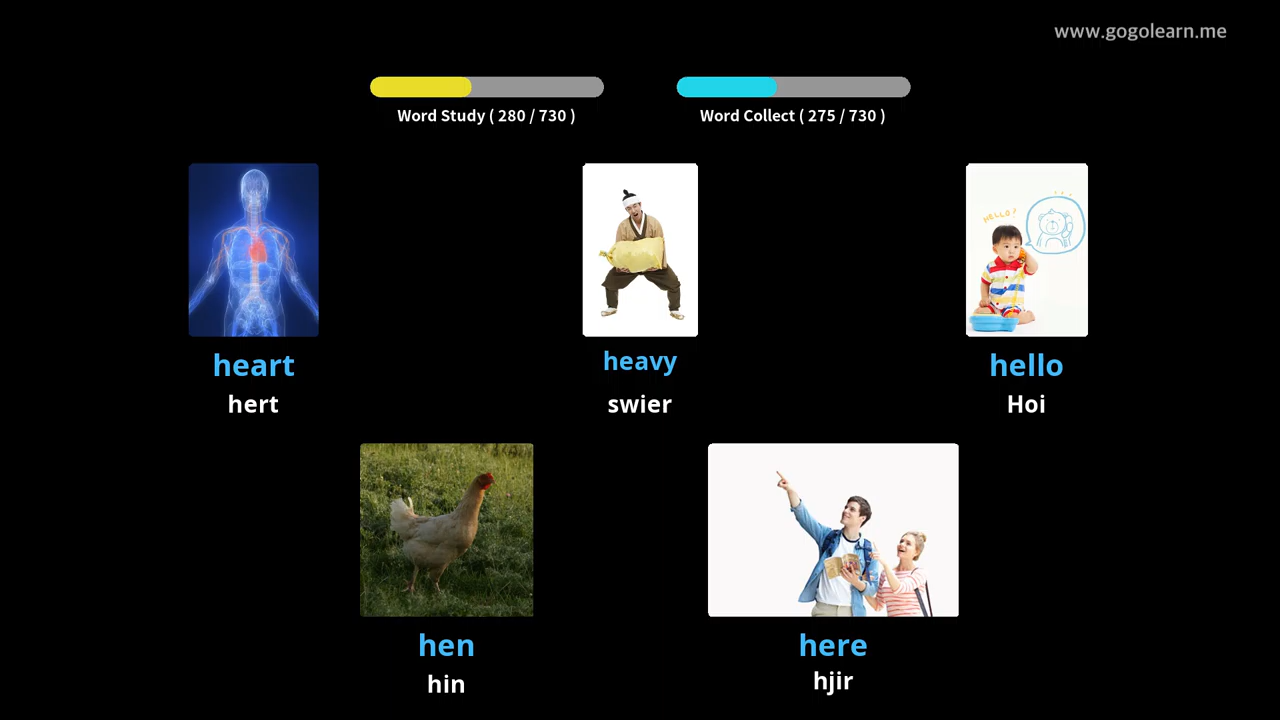 www.gogolearn.me
Word Study ( 280 / 730 )
Word Collect ( 275 / 730 )
HELLO?
heart
heavy
hello
hert
swier
Hoi
hen
here
hin
hjir